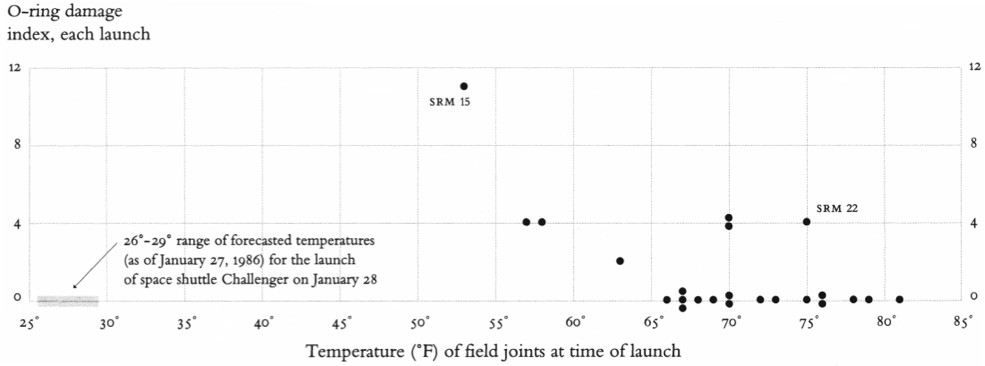 O-ring damage
index, each launch
12 12
SRM 15
8 8
SRM 22
4 4
26°–29° range of forecasted temperatures
(as of January 27, 1986) for the launch
of space shuttle Challenger on January 28
0 0
25° 30° 35° 40° 45° 50° 55° 60° 65° 70° 75° 80° 85°
Temperature (°F) of field joints at time of launch